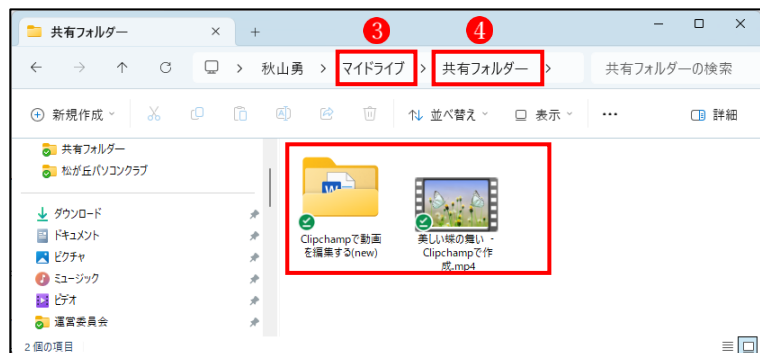 共有フォルダー
3 4
秋山勇 > マイドライブ > 共有フォルダー > 共有フォルダーの検索
新規作成 並べ替え 表示 ... 詳細
共有フォルダー
松が丘パソコンクラブ
ダウンロード
ドキュメント
ピクチャ
ミュージック
ビデオ
運営委員会
Clipchampで動画
を編集する(new)
美しい蝶の舞い -
Clipchampで作
成.mp4
2 個の項目